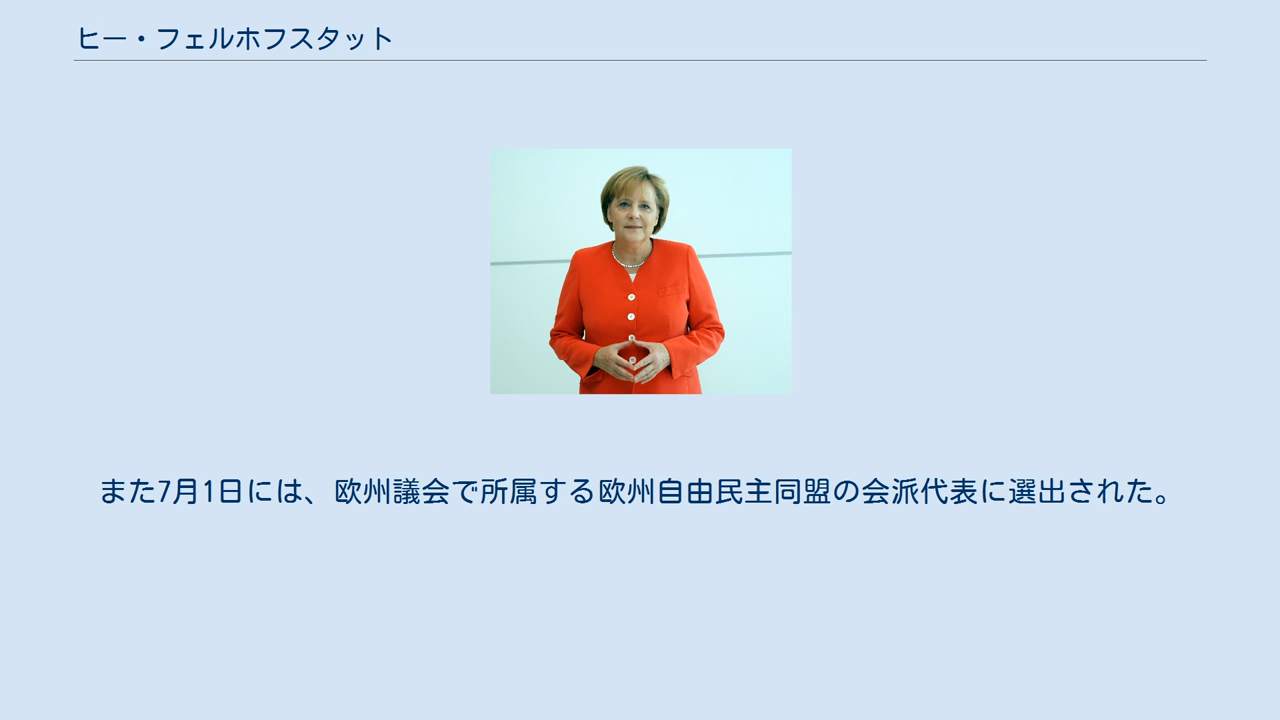 ヒー・フェルホフスタット
また7月1日には、欧州議会で所属する欧州自由民主同盟の会派代表に選出された。